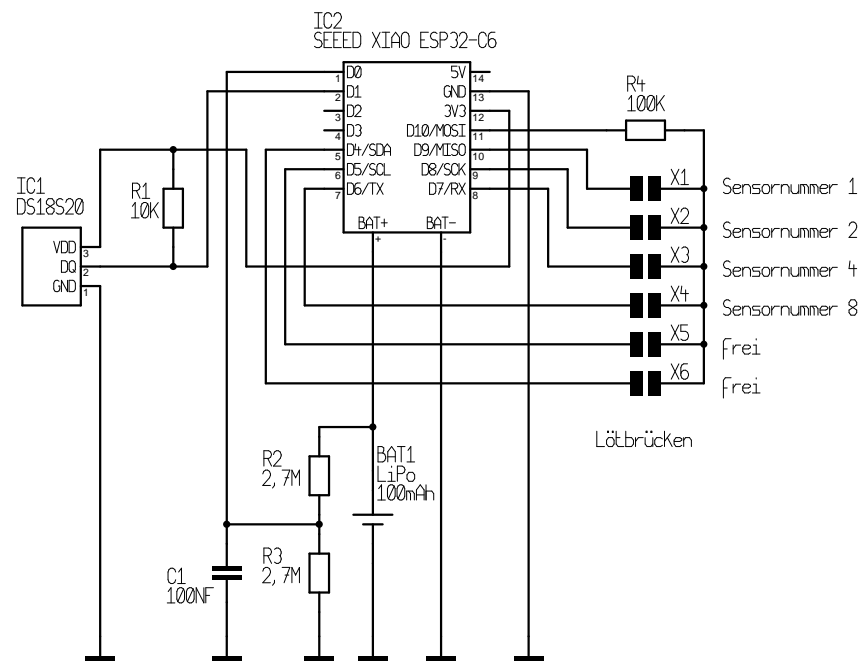 IC2
SEEED XIAO ESP32-C6
D0
1
D1
2
D2
3
D3
4
D4/SDA
5
D5/SCL
6
D6/TX
7
5V
14
GND
13
3V3
12
D10/MOSI
11
D9/MISO
10
D8/SCK
9
D7/RX
8
BAT+
+
BAT-
-
R4
100K
IC1
DS18S20
VDD
3
DQ
2
GND
1
R1
10K
X1
Sensornummer 1
X2
Sensornummer 2
X3
Sensornummer 4
X4
Sensornummer 8
X5
frei
X6
frei
Lötbrücken
R2
2,7M
BAT1
LiPo
100mAh
R3
2,7M
C1
100NF